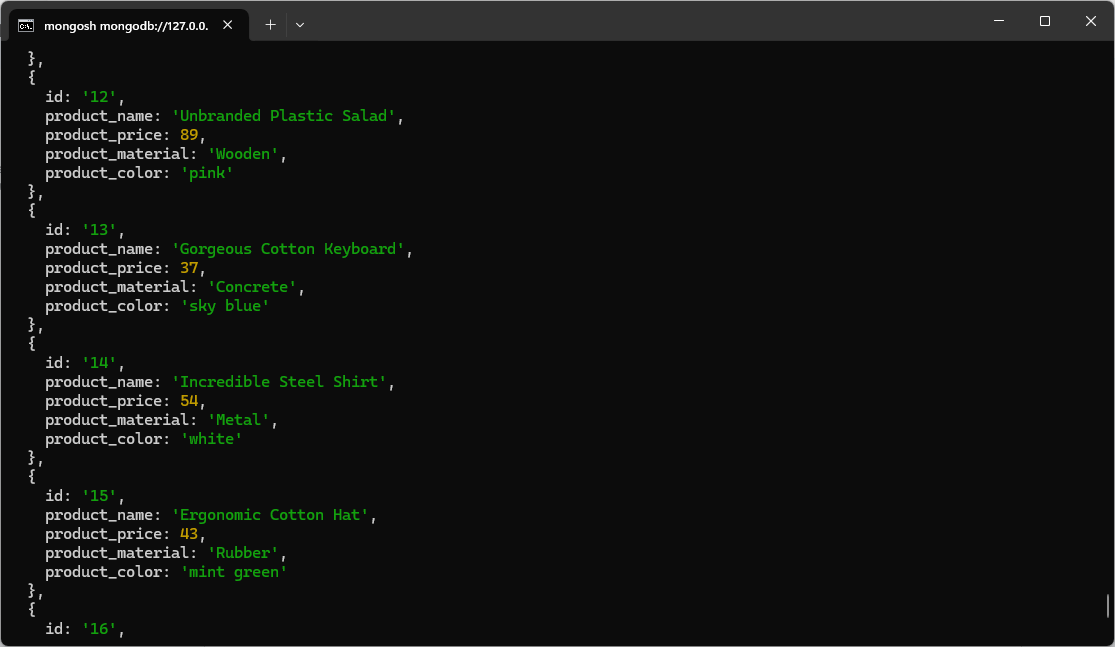 mongosh mongodb://127.0.0.
},
{
id: '12',
product_name: 'Unbranded Plastic Salad',
product_price: 89,
product_material: 'Wooden',
product_color: 'pink'
},
{
id: '13',
product_name: 'Gorgeous Cotton Keyboard',
product_price: 37,
product_material: 'Concrete',
product_color: 'sky blue'
},
{
id: '14',
product_name: 'Incredible Steel Shirt',
product_price: 54,
product_material: 'Metal',
product_color: 'white'
},
{
id: '15',
product_name: 'Ergonomic Cotton Hat',
product_price: 43,
product_material: 'Rubber',
product_color: 'mint green'
},
{
id: '16',